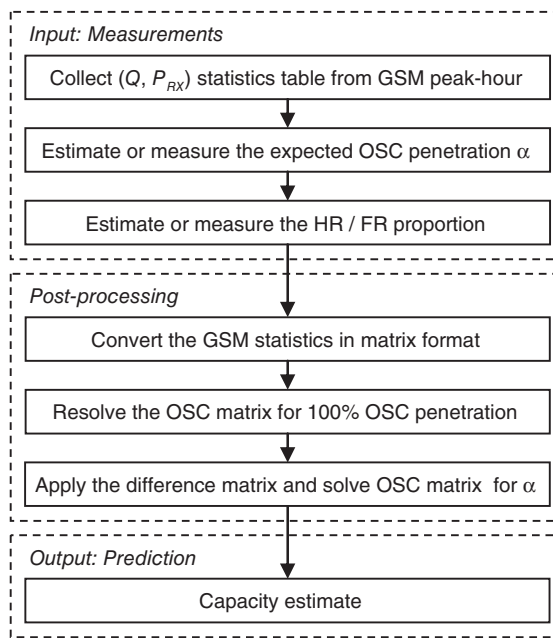 Input: Measurements
Collect (Q, P_RX) statistics table from GSM peak-hour
Estimate or measure the expected OSC penetration α
Estimate or measure the HR / FR proportion
Post-processing
Convert the GSM statistics in matrix format
Resolve the OSC matrix for 100% OSC penetration
Apply the difference matrix and solve OSC matrix for α
Output: Prediction
Capacity estimate